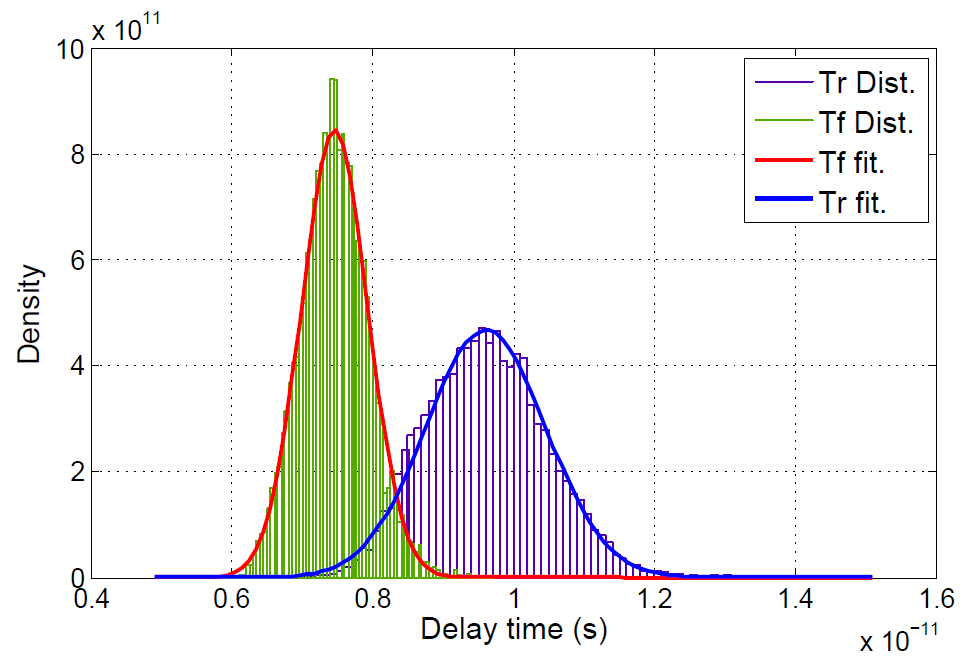 x 10^11
10
8
6
4
2
0
Density
Tr Dist.
Tf Dist.
Tf fit.
Tr fit.
0.4 0.6 0.8 1 1.2 1.4 1.6
Delay time (s)
x 10^−11